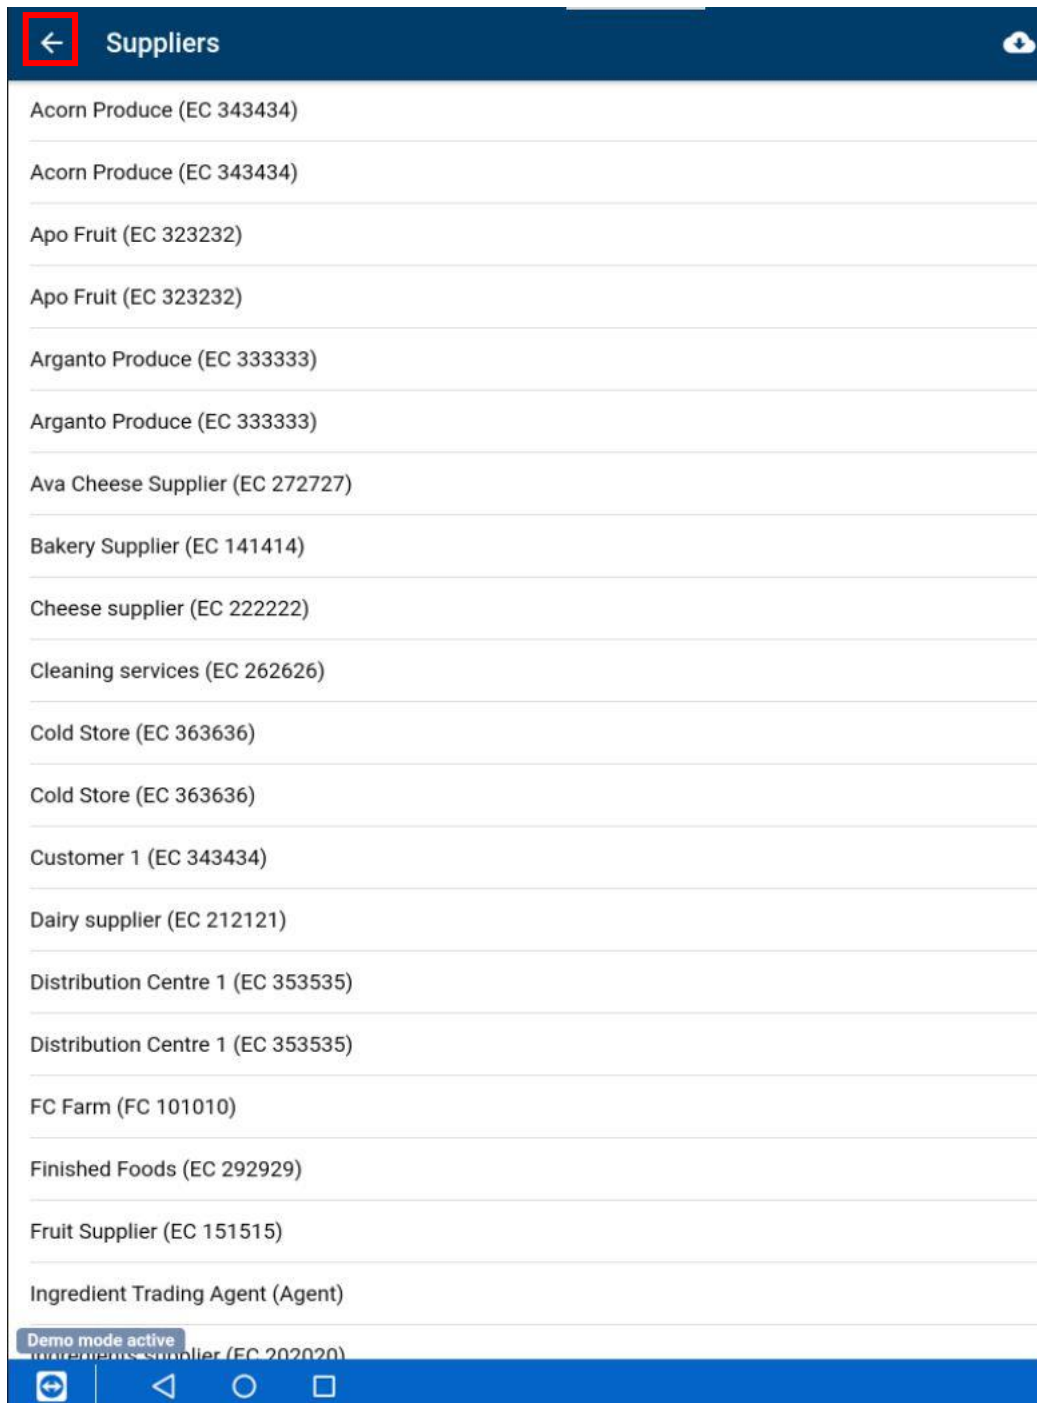 Suppliers
Acorn Produce (EC 343434)
Acorn Produce (EC 343434)
Apo Fruit (EC 323232)
Apo Fruit (EC 323232)
Arganto Produce (EC 333333)
Arganto Produce (EC 333333)
Ava Cheese Supplier (EC 272727)
Bakery Supplier (EC 141414)
Cheese supplier (EC 222222)
Cleaning services (EC 262626)
Cold Store (EC 363636)
Cold Store (EC 363636)
Customer 1 (EC 343434)
Dairy supplier (EC 212121)
Distribution Centre 1 (EC 353535)
Distribution Centre 1 (EC 353535)
FC Farm (FC 101010)
Finished Foods (EC 292929)
Fruit Supplier (EC 151515)
Ingredient Trading Agent (Agent)
Demo mode active
Ingredients supplier (EC 202020)